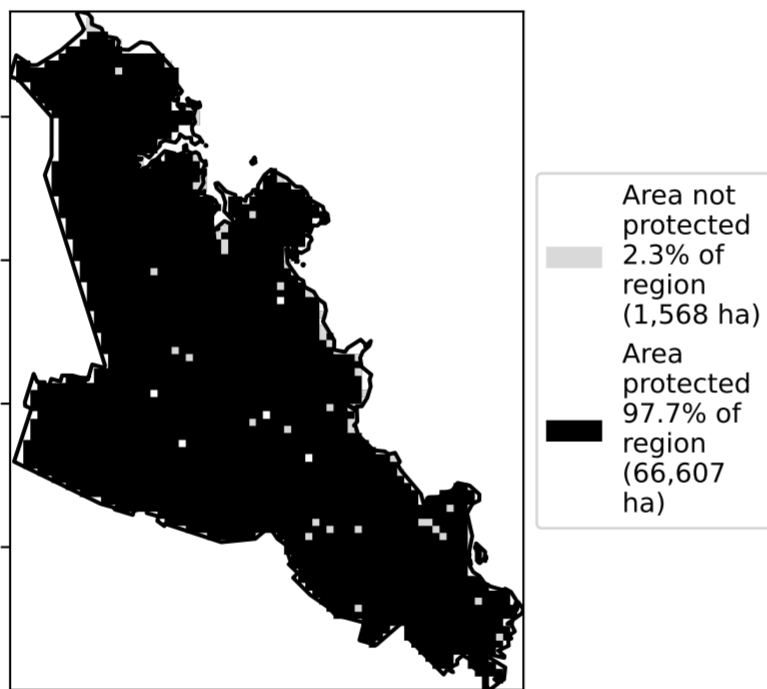 Area not
protected
2.3% of
region
(1,568 ha)
Area
protected
97.7% of
region
(66,607
ha)